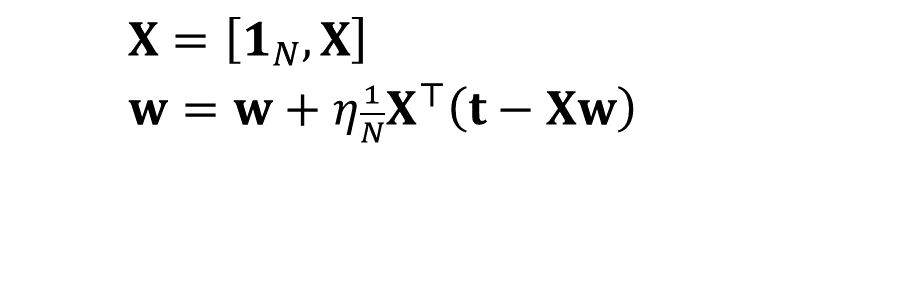 𝐗 = [𝟏_N, 𝐗]
𝐰 = 𝐰 + η 1/N 𝐗^⊤(𝐭 − 𝐗𝐰)